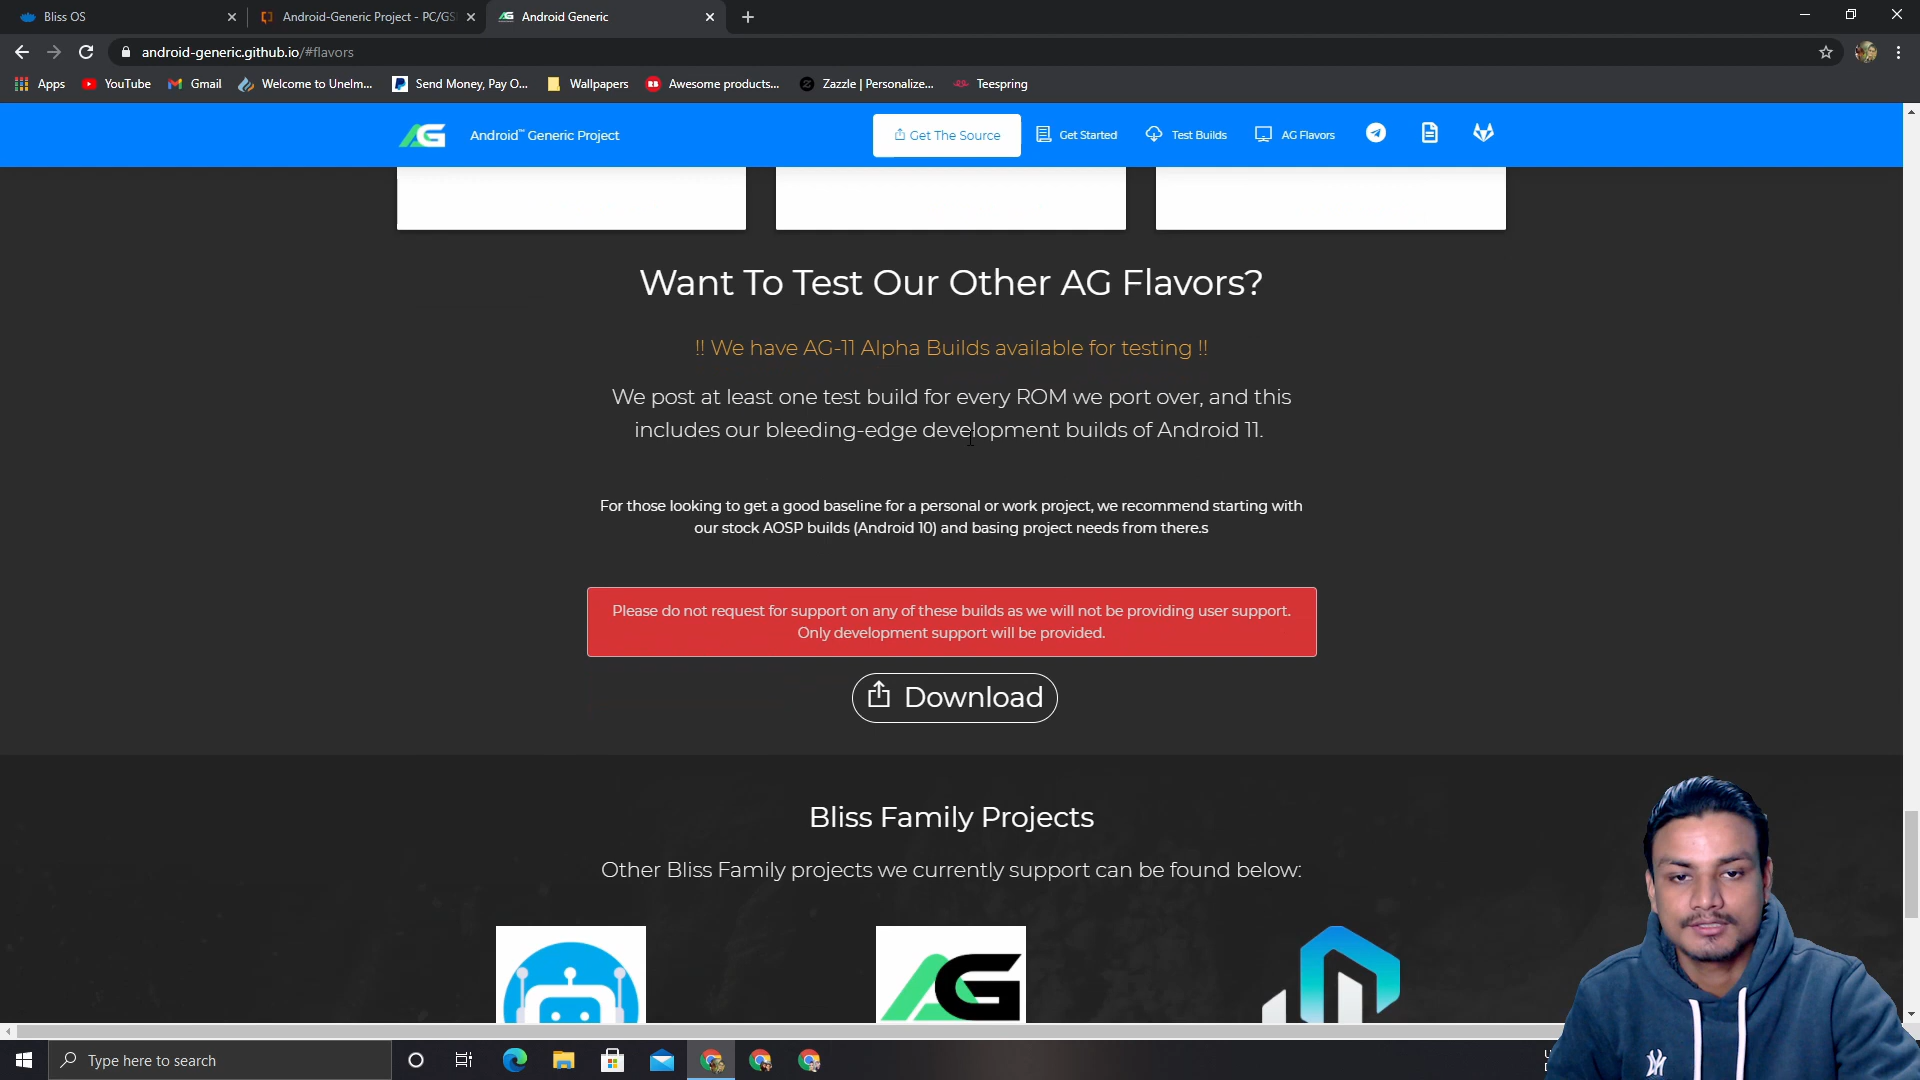 Bliss OS
Android-Generic Project - PC/GS
Android Generic
android-generic.github.io/#flavors
Apps
YouTube
Gmail
Welcome to Unelm...
Send Money, Pay O...
Wallpapers
Awesome products...
Zazzle | Personalize...
Teespring
AG
Android™ Generic Project
Get The Source
Get Started
Test Builds
AG Flavors
Want To Test Our Other AG Flavors?
!! We have AG-11 Alpha Builds available for testing !!
We post at least one test build for every ROM we port over, and this
includes our bleeding-edge development builds of Android 11.
For those looking to get a good baseline for a personal or work project, we recommend starting with
our stock AOSP builds (Android 10) and basing project needs from there.s
Please do not request for support on any of these builds as we will not be providing user support.
Only development support will be provided.
Download
Bliss Family Projects
Other Bliss Family projects we currently support can be found below:
AG
Type here to search